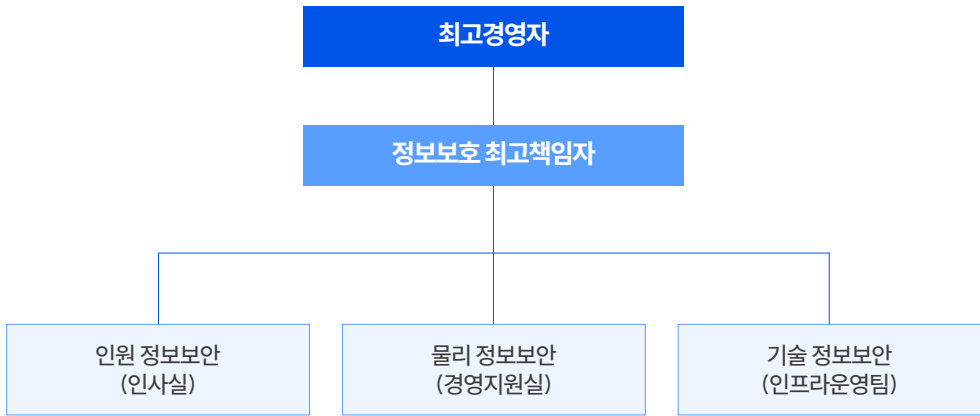 최고경영자
정보보호 최고책임자
인원 정보보안
(인사실)
물리 정보보안
(경영지원실)
기술 정보보안
(인프라운영팀)